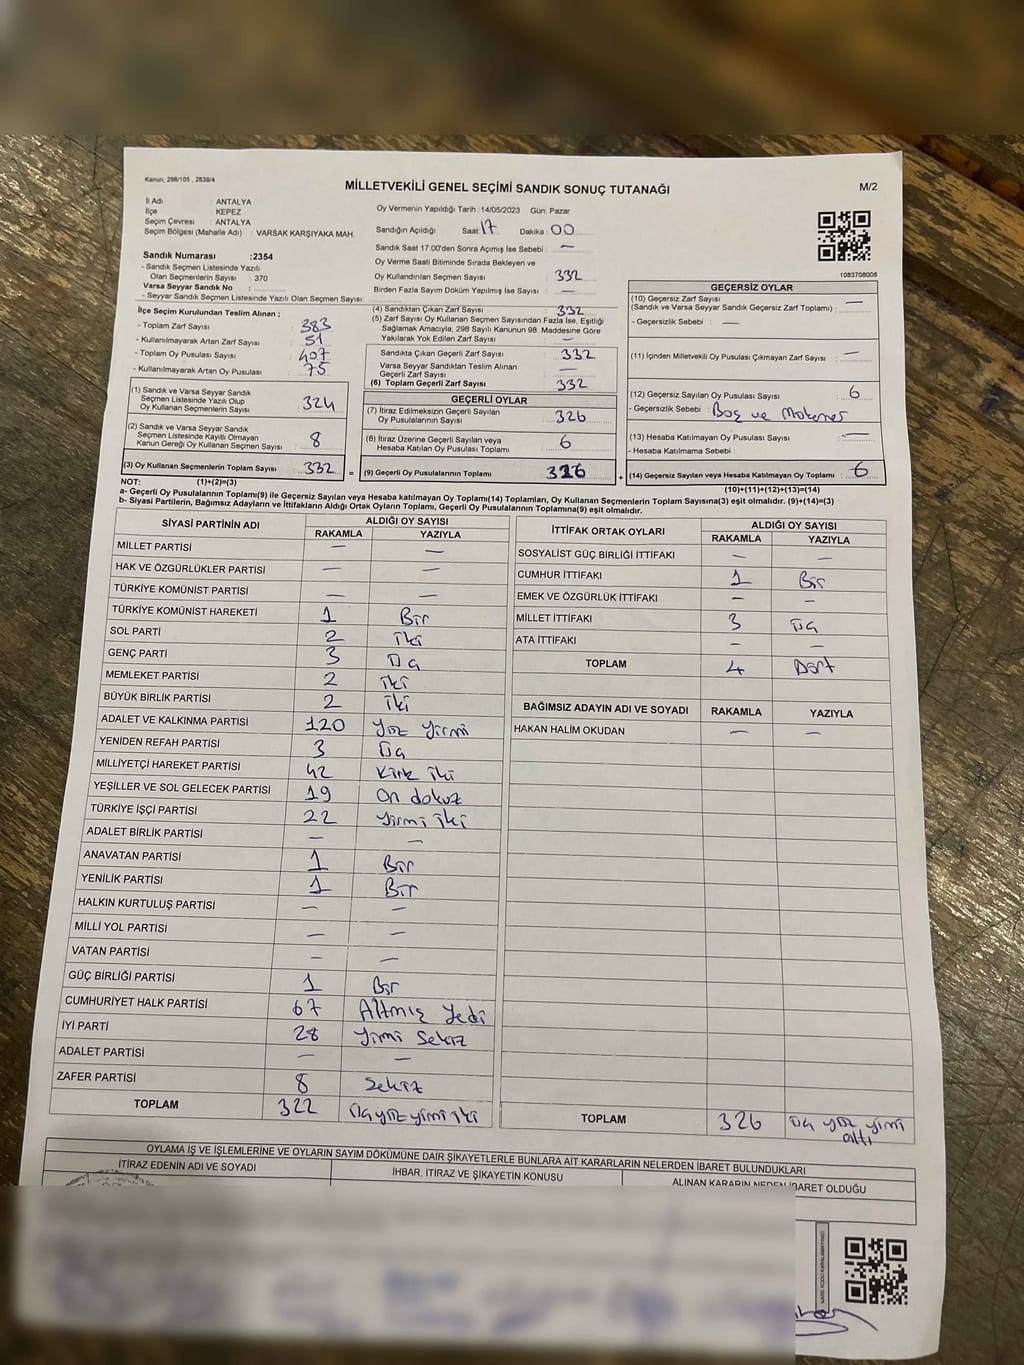 Kanun: 298/105 , 2839/4
MİLLETVEKİLİ GENEL SEÇİMİ SANDIK SONUÇ TUTANAĞI
M/2
İl Adı : ANTALYA
İlçe : KEPEZ
Seçim Çevresi : ANTALYA
Seçim Bölgesi (Mahalle Adı) : VARSAK KARŞIYAKA MAH.
Oy Vermenin Yapıldığı Tarih :14/05/2023 Gün: Pazar
Sandığın Açıldığı Saat: 17 Dakika: 00
Sandık Saat 17:00'den Sonra Açımış İse Sebebi : —
Oy Verme Saati Bitiminde Sırada Bekleyen ve
Oy Kullandırılan Seçmen Sayısı : 332
Birden Fazla Sayım Döküm Yapılmış İse Sayısı : —
1083708008
Sandık Numarası :2354
- Sandık Seçmen Listesinde Yazılı
Olan Seçmenlerin Sayısı : 370
Varsa Seyyar Sandık No :
- Seyyar Sandık Seçmen Listesinde Yazılı Olan Seçmen Sayısı:
İlçe Seçim Kurulundan Teslim Alınan ;
- Toplam Zarf Sayısı : 383
- Kullanılmayarak Artan Zarf Sayısı : 51
- Toplam Oy Pusulası Sayısı : 407
- Kullanılmayarak Artan Oy Pusulası : 75
(1) Sandık ve Varsa Seyyar Sandık
Seçmen Listesinde Yazılı Olup
Oy Kullanan Seçmenlerin Sayısı : 324
(2) Sandık ve Varsa Seyyar Sandık
Seçmen Listesinde Kayıtlı Olmayan
Kanun Gereği Oy Kullanan Seçmen Sayısı : 8
(3) Oy Kullanan Seçmenlerin Toplam Sayısı : 332 =
(4) Sandıktan Çıkan Zarf Sayısı : 332
(5) Zarf Sayısı Oy Kullanan Seçmen Sayısından Fazla İse, Eşitliği
Sağlamak Amacıyla, 298 Sayılı Kanunun 98. Maddesine Göre
Yakılarak Yok Edilen Zarf Sayısı : —
Sandıkta Çıkan Geçerli Zarf Sayısı : 332
Varsa Seyyar Sandıktan Teslim Alınan
Geçerli Zarf Sayısı : —
(6) Toplam Geçerli Zarf Sayısı : 332
GEÇERLİ OYLAR
(7) İtiraz Edilmeksizin Geçerli Sayılan
Oy Pusulalarının Sayısı : 326
(8) İtiraz Üzerine Geçerli Sayılan veya
Hesaba Katılan Oy Pusulası Toplamı : 6
(9) Geçerli Oy Pusulalarının Toplamı : 326 +
GEÇERSİZ OYLAR
(10) Geçersiz Zarf Sayısı —
(Sandık ve Varsa Seyyar Sandık Geçersiz Zarf Toplamı) :
- Geçersizlik Sebebi : —
(11) İçinden Milletvekili Oy Pusulası Çıkmayan Zarf Sayısı : —
(12) Geçersiz Sayılan Oy Pusulası Sayısı : 6
- Geçersizlik Sebebi : Boş ve
(13) Hesaba Katılmayan Oy Pusulası Sayısı : —
- Hesaba Katılmama Sebebi :
(14) Geçersiz Sayılan veya Hesaba Katılmayan Oy Toplamı : 6
NOT: (1)+(2)=(3) (10)+(11)+(12)+(13)=(14)
a- Geçerli Oy Pusulalarının Toplamı(9) ile Geçersiz Sayılan veya Hesaba katılmayan Oy Toplamı(14) Toplamları, Oy Kullanan Seçmenlerin Toplam Sayısına(3) eşit olmalıdır. (9)+(14)=(3)
b- Siyasi Partilerin, Bağımsız Adayların ve İttifakların Aldığı Ortak Oyların Toplamı, Geçerli Oy Pusulalarının Toplamına(9) eşit olmalıdır.
SİYASİ PARTİNİN ADI ALDIĞI OY SAYISI
RAKAMLA YAZIYLA
MİLLET PARTİSİ — —
HAK VE ÖZGÜRLÜKLER PARTİSİ — —
TÜRKİYE KOMÜNİST PARTİSİ — —
TÜRKİYE KOMÜNİST HAREKETİ 1 Bir
SOL PARTİ 2 iki
GENÇ PARTİ 3 Üç
MEMLEKET PARTİSİ 2 iki
BÜYÜK BİRLİK PARTİSİ 2 iki
ADALET VE KALKINMA PARTİSİ 120 Yüz yirmi
YENİDEN REFAH PARTİSİ 3 Üç
MİLLİYETÇİ HAREKET PARTİSİ 42 Kırk iki
YEŞİLLER VE SOL GELECEK PARTİSİ 19 On dokuz
TÜRKİYE İŞÇİ PARTİSİ 22 Yirmi iki
ADALET BİRLİK PARTİSİ — —
ANAVATAN PARTİSİ 1 Bir
YENİLİK PARTİSİ 1 Bir
HALKIN KURTULUŞ PARTİSİ — —
MİLLİ YOL PARTİSİ — —
VATAN PARTİSİ — —
GÜÇ BİRLİĞİ PARTİSİ 1 Bir
CUMHURİYET HALK PARTİSİ 67 Altmış yedi
İYİ PARTİ 28 Yirmi Sekiz
ADALET PARTİSİ — —
ZAFER PARTİSİ 8 Sekiz
TOPLAM 322 Üçyüz yirmi iki
İTTİFAK ORTAK OYLARI ALDIĞI OY SAYISI
RAKAMLA YAZIYLA
SOSYALİST GÜÇ BİRLİĞİ İTTİFAKI — —
CUMHUR İTTİFAKI 1 Bir
EMEK VE ÖZGÜRLÜK İTTİFAKI — —
MİLLET İTTİFAKI 3 Üç
ATA İTTİFAKI — —
TOPLAM 4 Dört
BAĞIMSIZ ADAYIN ADI VE SOYADI RAKAMLA YAZIYLA
HAKAN HALİM OKUDAN — —
TOPLAM 326 Üç yüz yirmi
altı
OYLAMA İŞ VE İŞLEMLERİNE VE OYLARIN SAYIM DÖKÜMÜNE DAİR ŞİKAYETLERLE BUNLARA AİT KARARLARIN NELERDEN İBARET BULUNDUKLARI
İTİRAZ EDENİN ADI VE SOYADI İHBAR, İTİRAZ VE ŞİKAYETİN KONUSU ALINAN KARARIN NEDEN İBARET OLDUĞU